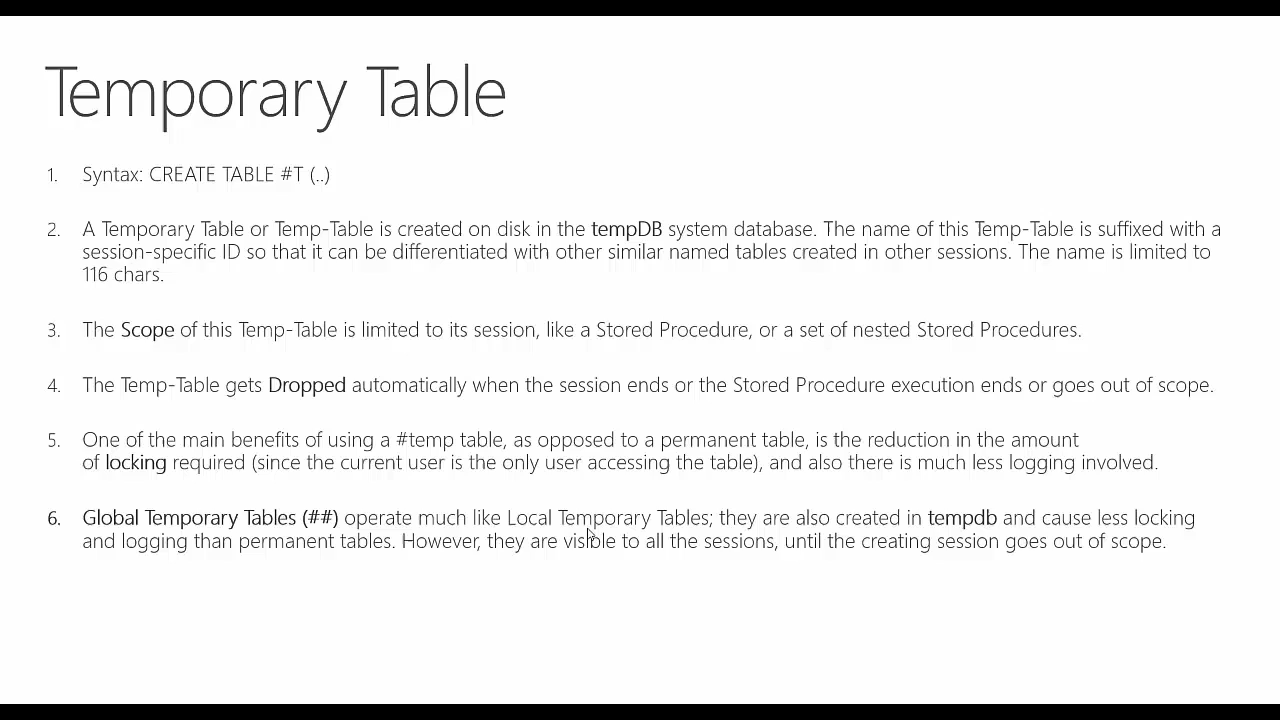 Temporary Table
1. Syntax: CREATE TABLE #T (..)
2. A Temporary Table or Temp-Table is created on disk in the tempDB system database. The name of this Temp-Table is suffixed with a
session-specific ID so that it can be differentiated with other similar named tables created in other sessions. The name is limited to
116 chars.
3. The Scope of this Temp-Table is limited to its session, like a Stored Procedure, or a set of nested Stored Procedures.
4. The Temp-Table gets Dropped automatically when the session ends or the Stored Procedure execution ends or goes out of scope.
5. One of the main benefits of using a #temp table, as opposed to a permanent table, is the reduction in the amount
of locking required (since the current user is the only user accessing the table), and also there is much less logging involved.
6. Global Temporary Tables (##) operate much like Local Temporary Tables; they are also created in tempdb and cause less locking
and logging than permanent tables. However, they are visible to all the sessions, until the creating session goes out of scope.